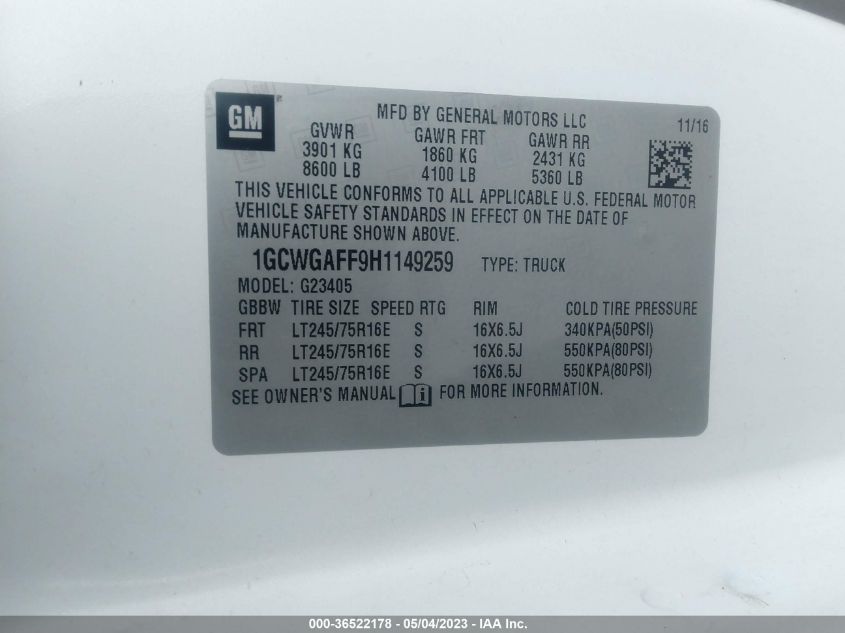 GM
MFD BY GENERAL MOTORS LLC
11/16
GVWR GAWR FRT GAWR RR
3901 KG 1860 KG 2431 KG
8600 LB 4100 LB 5360 LB
THIS VEHICLE CONFORMS TO ALL APPLICABLE U.S. FEDERAL MOTOR
VEHICLE SAFETY STANDARDS IN EFFECT ON THE DATE OF
MANUFACTURE SHOWN ABOVE.
1GCWGAFF9H1149259 TYPE: TRUCK
MODEL: G23405
GBBW TIRE SIZE SPEED RTG RIM COLD TIRE PRESSURE
FRT LT245/75R16E S 16X6.5J 340KPA(50PSI)
RR LT245/75R16E S 16X6.5J 550KPA(80PSI)
SPA LT245/75R16E S 16X6.5J 550KPA(80PSI)
SEE OWNER'S MANUAL i FOR MORE INFORMATION.
000-36522178 - 05/04/2023 - IAA Inc.